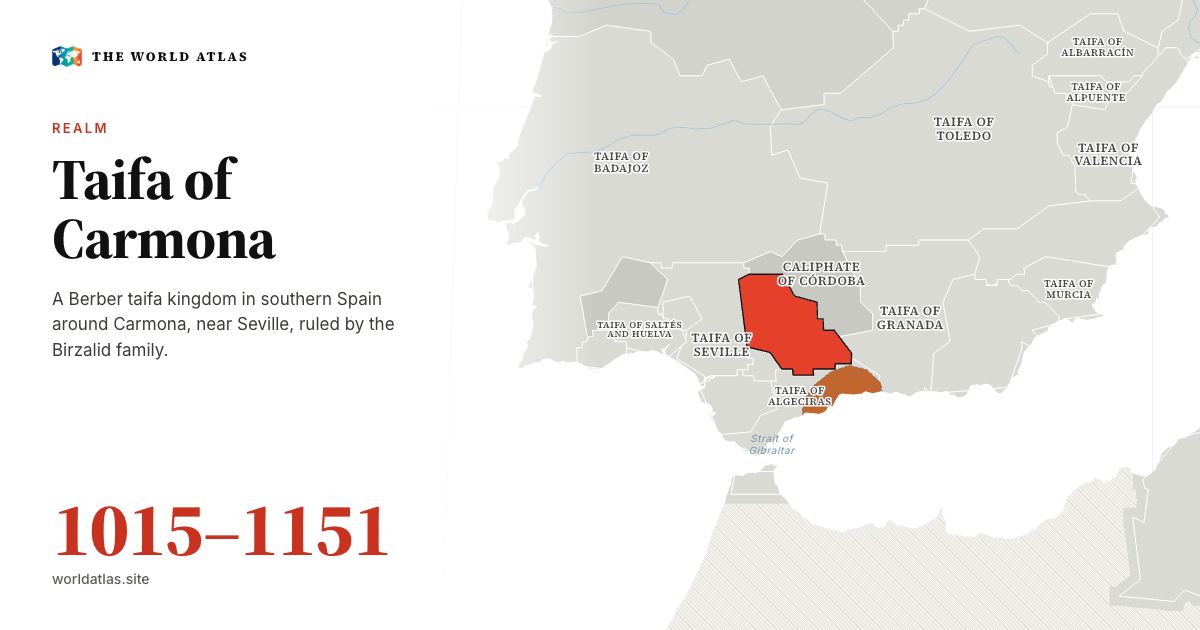 THE WORLD ATLAS
REALM
Taifa of
Carmona
A Berber taifa kingdom in southern Spain
around Carmona, near Seville, ruled by the
Birzalid family.
1015–1151
worldatlas.site
TAIFA OF
ALBARRACÍN
TAIFA OF
ALPUENTE
TAIFA OF
TOLEDO
TAIFA OF
VALENCIA
TAIFA OF
BADAJOZ
CALIPHATE
OF CÓRDOBA
TAIFA OF
MURCIA
TAIFA OF
GRANADA
TAIFA OF SALTÉS
AND HUELVA
TAIFA OF
SEVILLE
TAIFA OF
ALGECIRAS
Strait of
Gibraltar